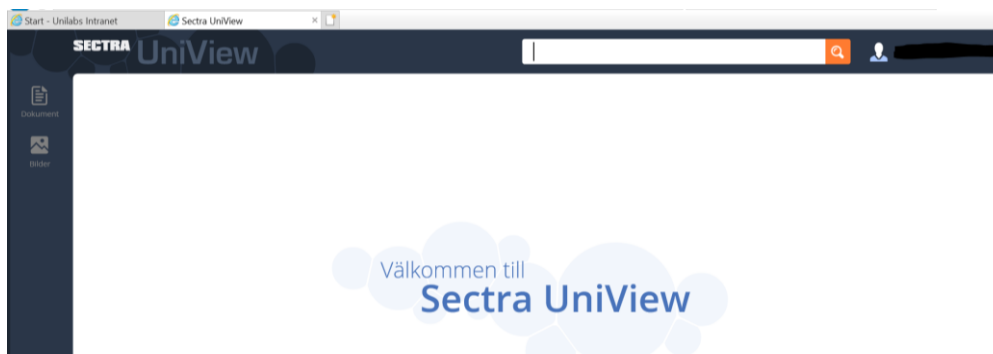 Start - Unilabs Intranet
Sectra UniView
SECTRA UniView
Dokument
Bilder
Välkommen till
Sectra UniView